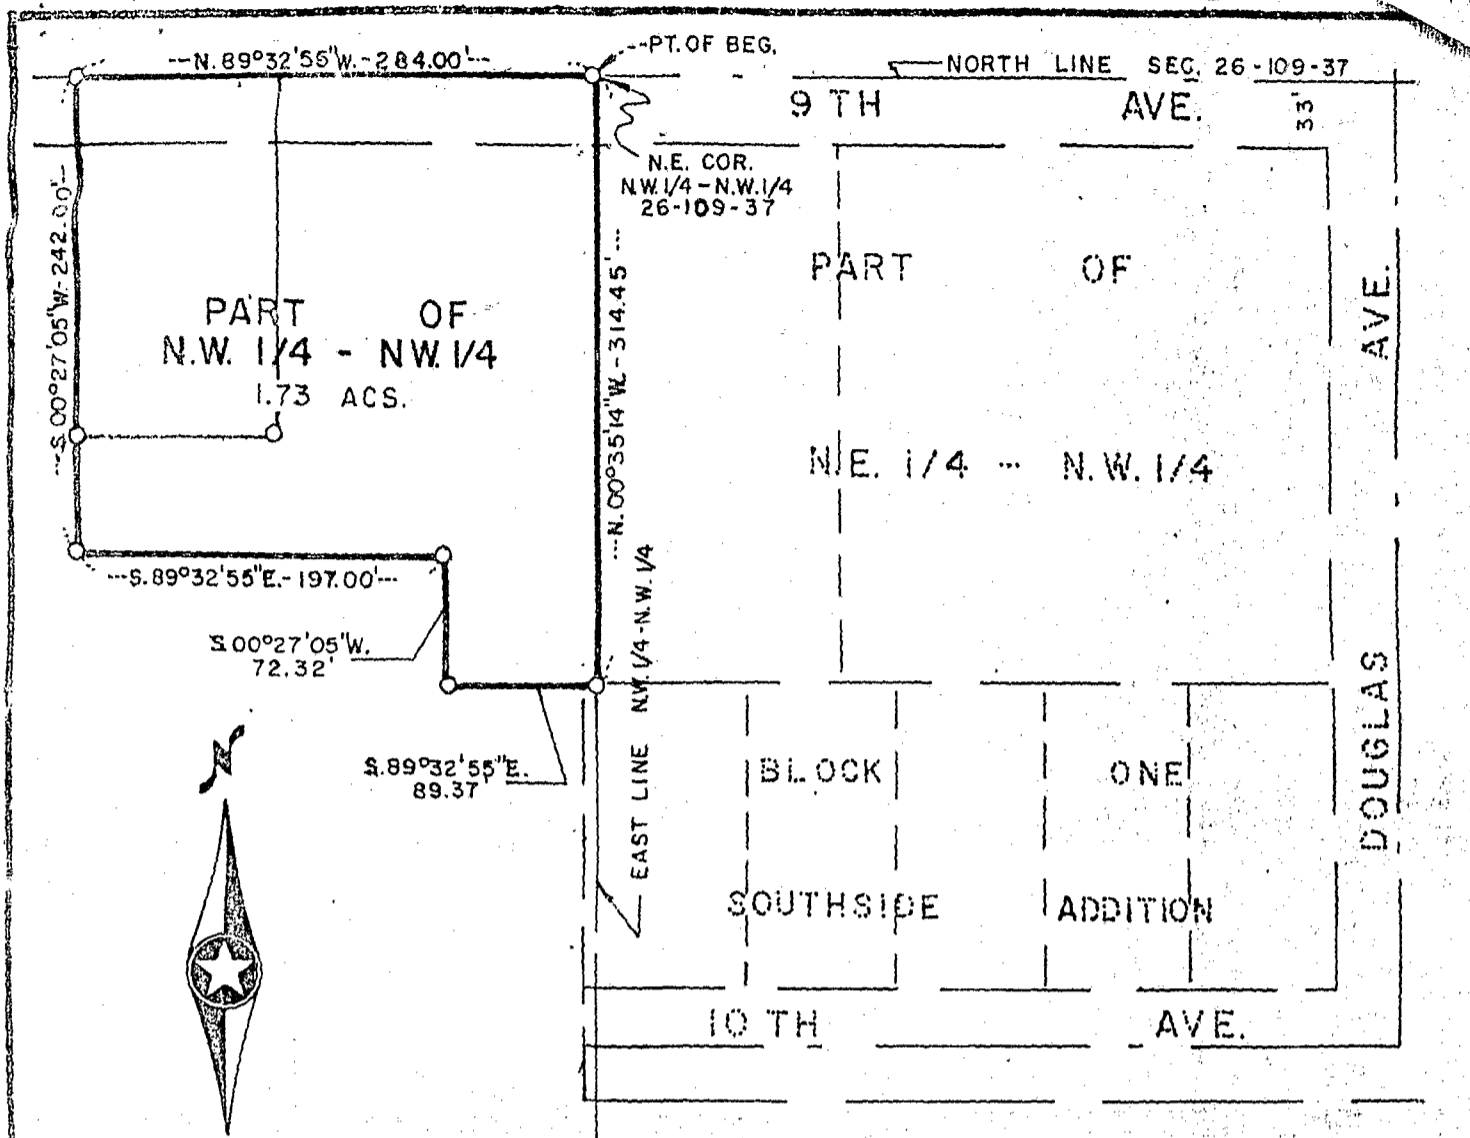 N. 89°32'55"W.-284.00'
PT. OF BEG.
NORTH LINE SEC. 26-109-37
9 TH AVE.
33'
N.E. COR.
N.W. 1/4 - N.W. 1/4
26-109-37
S 00°27'05"W-242.00'
PART OF
N.W. 1/4 - N.W. 1/4
1.73 ACS.
N. 00°35'14"W.-314.45'
PART OF
N.E. 1/4 - N.W. 1/4
DOUGLAS AVE.
S. 89°32'55"E.-197.00'
S. 00°27'05"W.
72.32'
S. 89°32'55"E.
89.37
EAST LINE N.W. 1/4-N.W. 1/4
N
BLOCK ONE
SOUTHSIDE ADDITION
10 TH AVE.